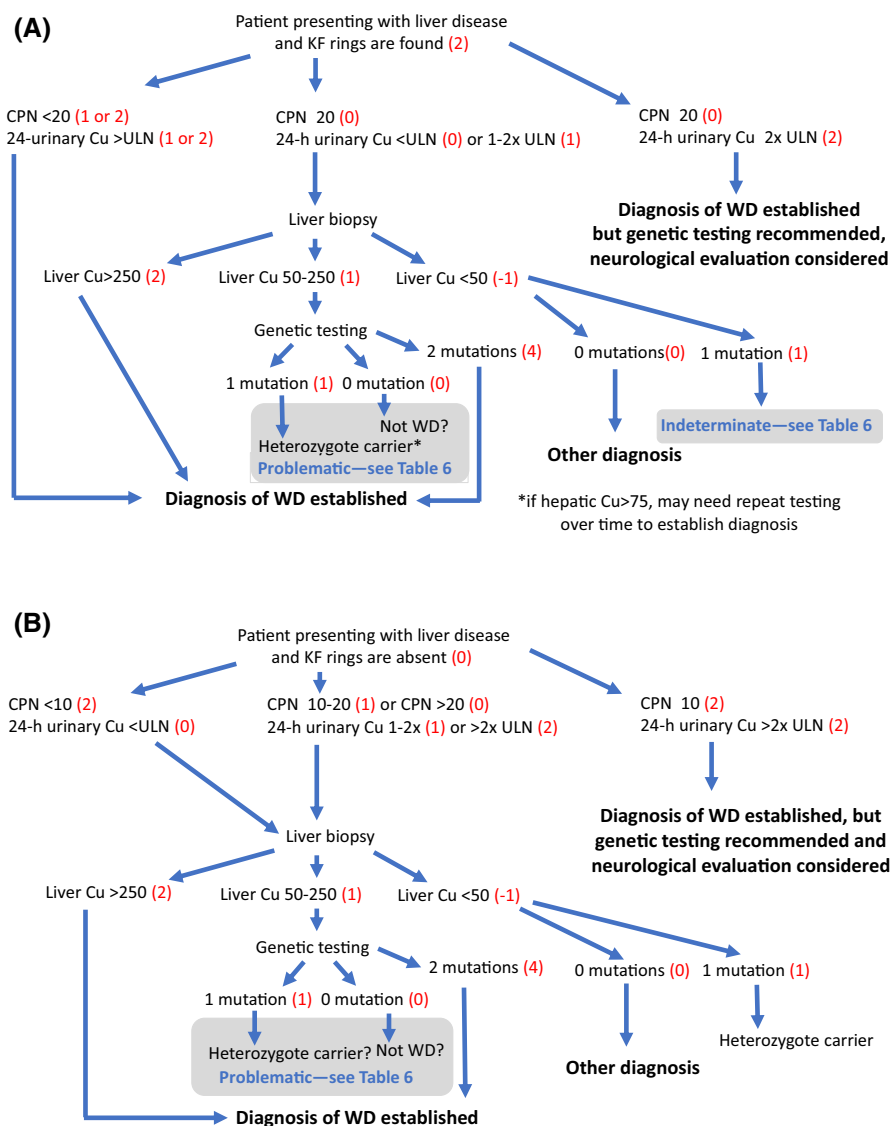 (A)
Patient presenting with liver disease
and KF rings are found (2)
CPN <20 (1 or 2)
24-urinary Cu >ULN (1 or 2)
CPN 20 (0)
24-h urinary Cu <ULN (0) or 1-2x ULN (1)
CPN 20 (0)
24-h urinary Cu 2x ULN (2)
Diagnosis of WD established
but genetic testing recommended,
neurological evaluation considered
Liver biopsy
Liver Cu>250 (2)
Liver Cu 50-250 (1)
Liver Cu <50 (-1)
Genetic testing
2 mutations (4)
0 mutations(0)
1 mutation (1)
1 mutation (1)
0 mutation (0)
Not WD?
Heterozygote carrier*
Problematic—see Table 6
Indeterminate—see Table 6
Other diagnosis
Diagnosis of WD established
*if hepatic Cu>75, may need repeat testing
over time to establish diagnosis
(B)
Patient presenting with liver disease
and KF rings are absent (0)
CPN <10 (2)
24-h urinary Cu <ULN (0)
CPN 10-20 (1) or CPN >20 (0)
24-h urinary Cu 1-2x (1) or >2x ULN (2)
CPN 10 (2)
24-h urinary Cu >2x ULN (2)
Diagnosis of WD established, but
genetic testing recommended and
neurological evaluation considered
Liver biopsy
Liver Cu >250 (2)
Liver Cu 50-250 (1)
Liver Cu <50 (-1)
Genetic testing
2 mutations (4)
0 mutations (0)
1 mutation (1)
1 mutation (1)
0 mutation (0)
Heterozygote carrier?
Not WD?
Problematic—see Table 6
Heterozygote carrier
Other diagnosis
Diagnosis of WD established